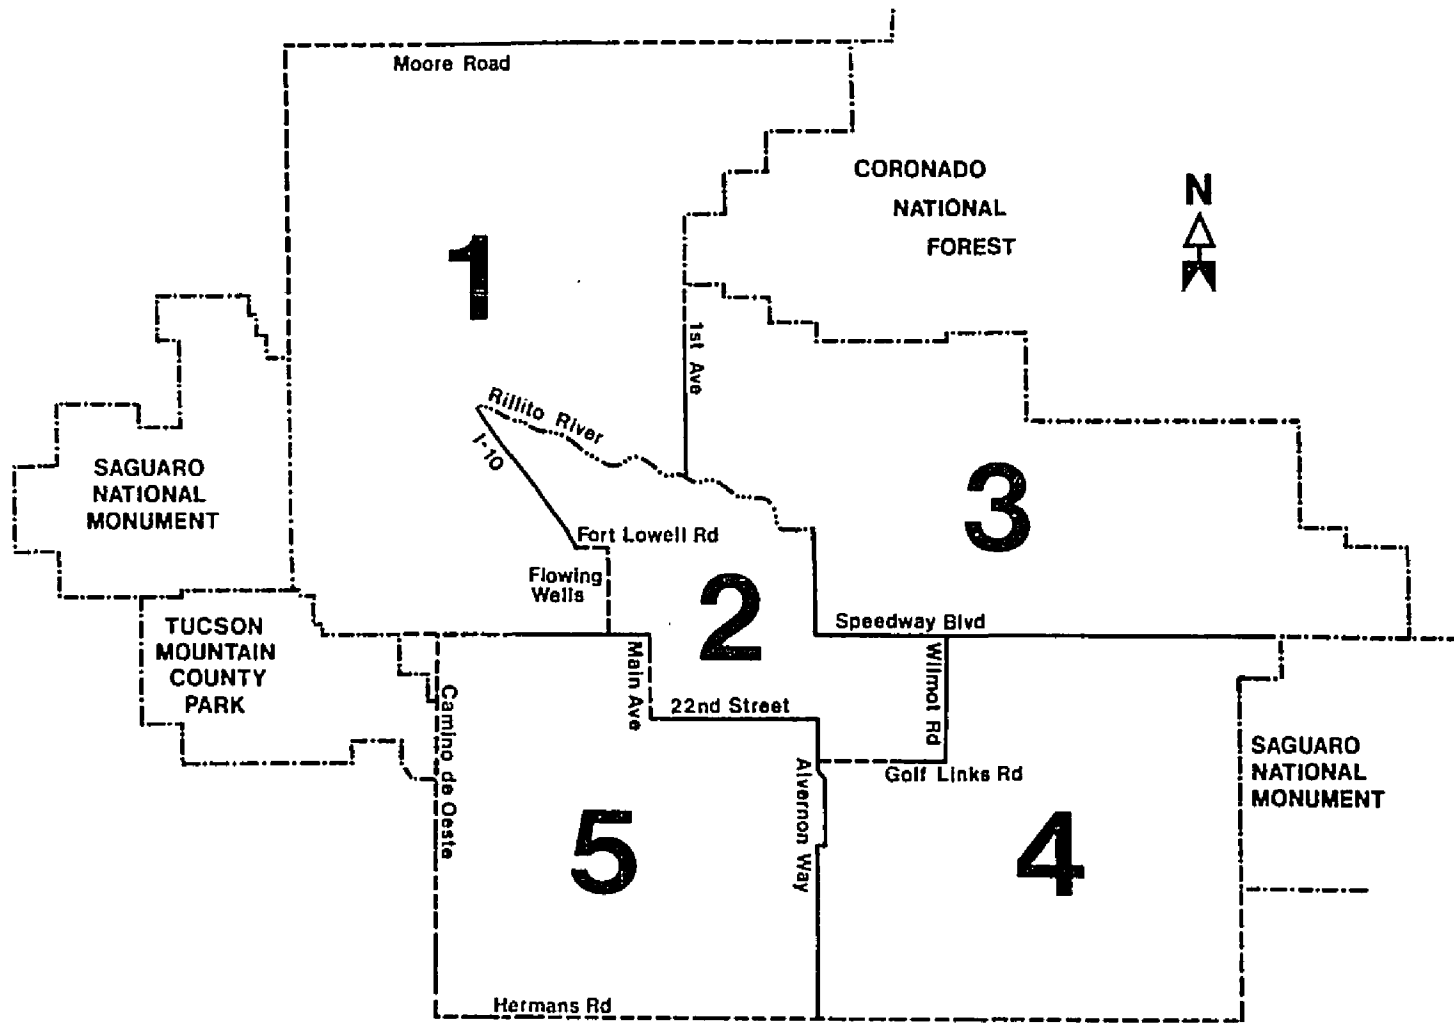 Moore Road
CORONADO
NATIONAL
FOREST
N
1
1st Ave
Rillito River
I-10
SAGUARO
NATIONAL
MONUMENT
3
Fort Lowell Rd
Flowing
Wells
2
Speedway Blvd
TUCSON
MOUNTAIN
COUNTY
PARK
Main Ave
Wilmot Rd
22nd Street
Camino de Oeste
SAGUARO
NATIONAL
MONUMENT
Golf Links Rd
Alvernon Way
5
4
Hermans Rd